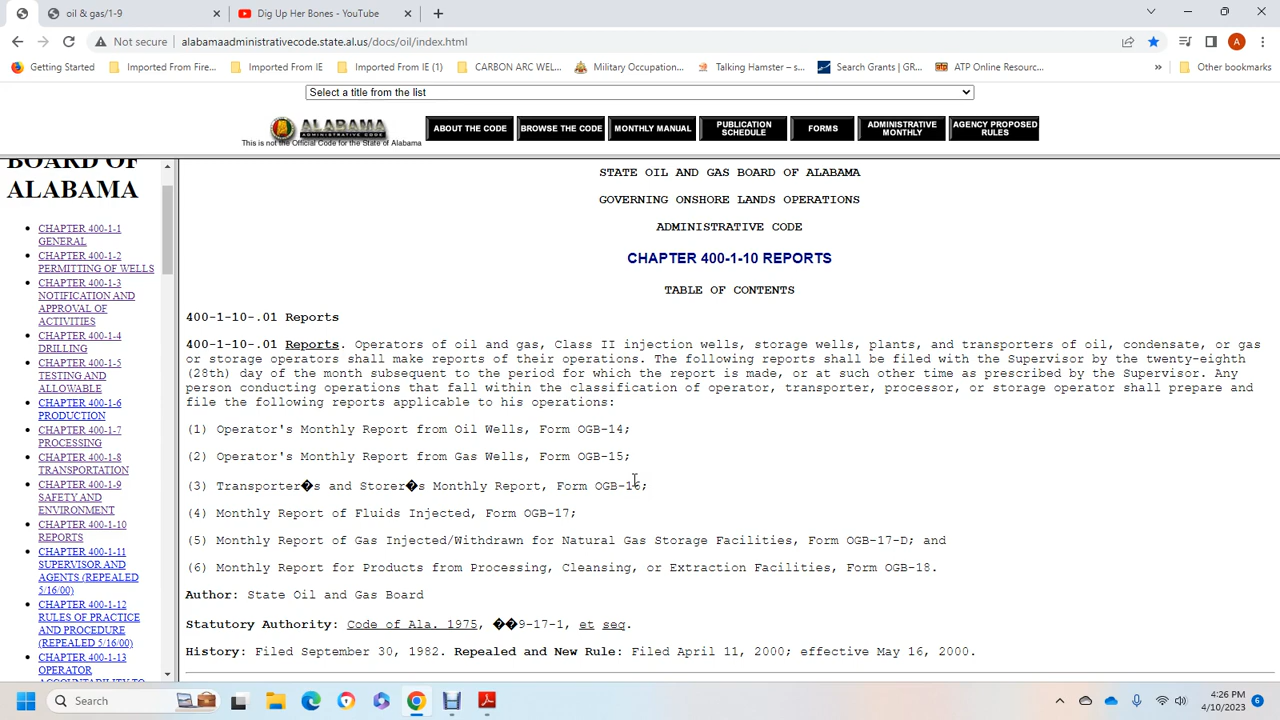 oil & gas/1-9
Dig Up Her Bones - YouTube
Not secure
alabamaadministrativecode.state.al.us/docs/oil/index.html
A
Getting Started
Imported From Fire...
Imported From IE
Imported From IE (1)
CARBON ARC WEL...
Military Occupation...
Talking Hamster – s...
Search Grants | GR...
ATP Online Resourc...
»
Other bookmarks
Select a title from the list
ALABAMA
ADMINISTRATIVE CODE
This is not the Official Code for the State of Alabama
ABOUT THE CODE
BROWSE THE CODE
MONTHLY MANUAL
PUBLICATION SCHEDULE
FORMS
ADMINISTRATIVE MONTHLY
AGENCY PROPOSED RULES
BOARD OF
ALABAMA
CHAPTER 400-1-1
GENERAL
CHAPTER 400-1-2
PERMITTING OF WELLS
CHAPTER 400-1-3
NOTIFICATION AND
APPROVAL OF
ACTIVITIES
CHAPTER 400-1-4
DRILLING
CHAPTER 400-1-5
TESTING AND
ALLOWABLE
CHAPTER 400-1-6
PRODUCTION
CHAPTER 400-1-7
PROCESSING
CHAPTER 400-1-8
TRANSPORTATION
CHAPTER 400-1-9
SAFETY AND
ENVIRONMENT
CHAPTER 400-1-10
REPORTS
CHAPTER 400-1-11
SUPERVISOR AND
AGENTS (REPEALED
5/16/00)
CHAPTER 400-1-12
RULES OF PRACTICE
AND PROCEDURE
(REPEALED 5/16/00)
CHAPTER 400-1-13
OPERATOR
ACCOUNTABILITY TO
STATE OIL AND GAS BOARD OF ALABAMA
GOVERNING ONSHORE LANDS OPERATIONS
ADMINISTRATIVE CODE
CHAPTER 400-1-10 REPORTS
TABLE OF CONTENTS
400-1-10-.01 Reports
400-1-10-.01 Reports. Operators of oil and gas, Class II injection wells, storage wells, plants, and transporters of oil, condensate, or gas
or storage operators shall make reports of their operations. The following reports shall be filed with the Supervisor by the twenty-eighth
(28th) day of the month subsequent to the period for which the report is made, or at such other time as prescribed by the Supervisor. Any
person conducting operations that fall within the classification of operator, transporter, processor, or storage operator shall prepare and
file the following reports applicable to his operations:
(1) Operator's Monthly Report from Oil Wells, Form OGB-14;
(2) Operator's Monthly Report from Gas Wells, Form OGB-15;
(3) Transporter�s and Storer�s Monthly Report, Form OGB-16;
(4) Monthly Report of Fluids Injected, Form OGB-17;
(5) Monthly Report of Gas Injected/Withdrawn for Natural Gas Storage Facilities, Form OGB-17-D; and
(6) Monthly Report for Products from Processing, Cleansing, or Extraction Facilities, Form OGB-18.
Author: State Oil and Gas Board
Statutory Authority: Code of Ala. 1975, ��9-17-1, et seq.
History: Filed September 30, 1982. Repealed and New Rule: Filed April 11, 2000; effective May 16, 2000.
Search
4:26 PM
4/10/2023
6